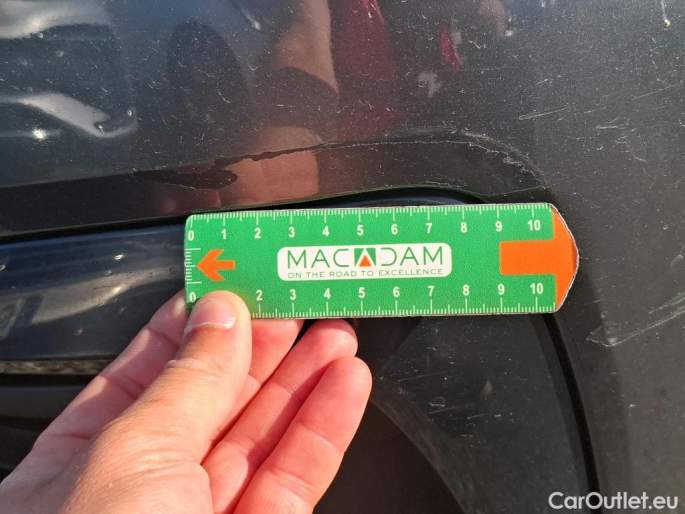 0 1 2 3 4 5 6 7 8 9 10
MACADAM
ON THE ROAD TO EXCELLENCE
0 2 3 4 5 6 7 8 9 10
CarOutlet.eu